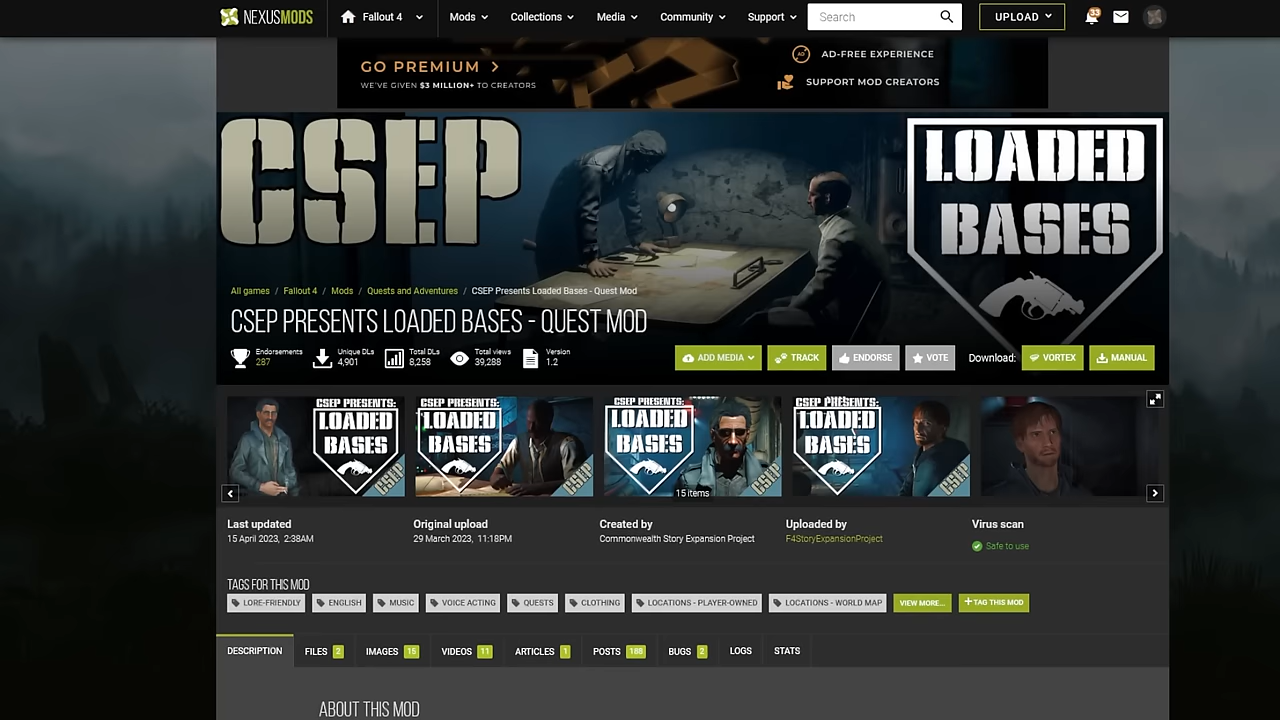 NEXUSMODS
Fallout 4
Mods
Collections
Media
Community
Support
Search
UPLOAD
GO PREMIUM
WE'VE GIVEN $3 MILLION+ TO CREATORS
AD-FREE EXPERIENCE
SUPPORT MOD CREATORS
CSEP
LOADED
BASES
All games / Fallout 4 / Mods / Quests and Adventures / CSEP Presents Loaded Bases - Quest Mod
CSEP PRESENTS LOADED BASES - QUEST MOD
Endorsements
287
Unique DLs
4,901
Total DLs
8,258
Total views
39,288
Version
1.2
ADD MEDIA
TRACK
ENDORSE
VOTE
Download:
VORTEX
MANUAL
CSEP PRESENTS:
LOADED
BASES
CSEP
CSEP PRESENTS:
LOADED
BASES
CSEP
CSEP PRESENTS:
LOADED
BASES
CSEP
CSEP PRESENTS:
LOADED
BASES
CSEP
15 items
Last updated
15 April 2023, 2:38AM
Original upload
29 March 2023, 11:18PM
Created by
Commonwealth Story Expansion Project
Uploaded by
F4StoryExpansionProject
Virus scan
Safe to use
TAGS FOR THIS MOD
LORE-FRIENDLY
ENGLISH
MUSIC
VOICE ACTING
QUESTS
CLOTHING
LOCATIONS - PLAYER-OWNED
LOCATIONS - WORLD MAP
VIEW MORE...
+ TAG THIS MOD
DESCRIPTION
FILES 2
IMAGES 15
VIDEOS 11
ARTICLES 1
POSTS 188
BUGS 2
LOGS
STATS
ABOUT THIS MOD